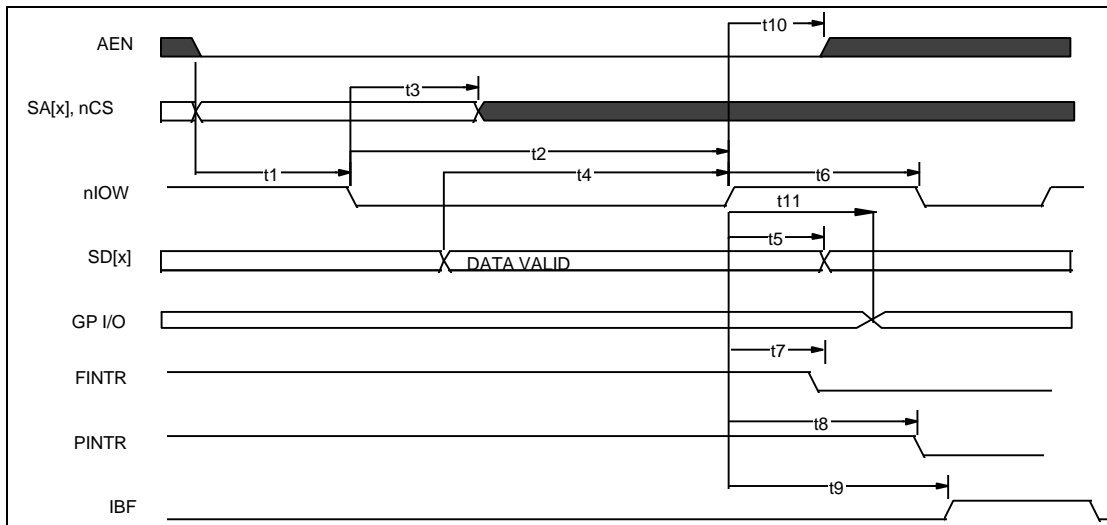 t10
AEN
t3
SA[x], nCS
t2
t1
t4
t6
nIOW
t11
t5
SD[x]
DATA VALID
GP I/O
t7
FINTR
t8
PINTR
t9
IBF